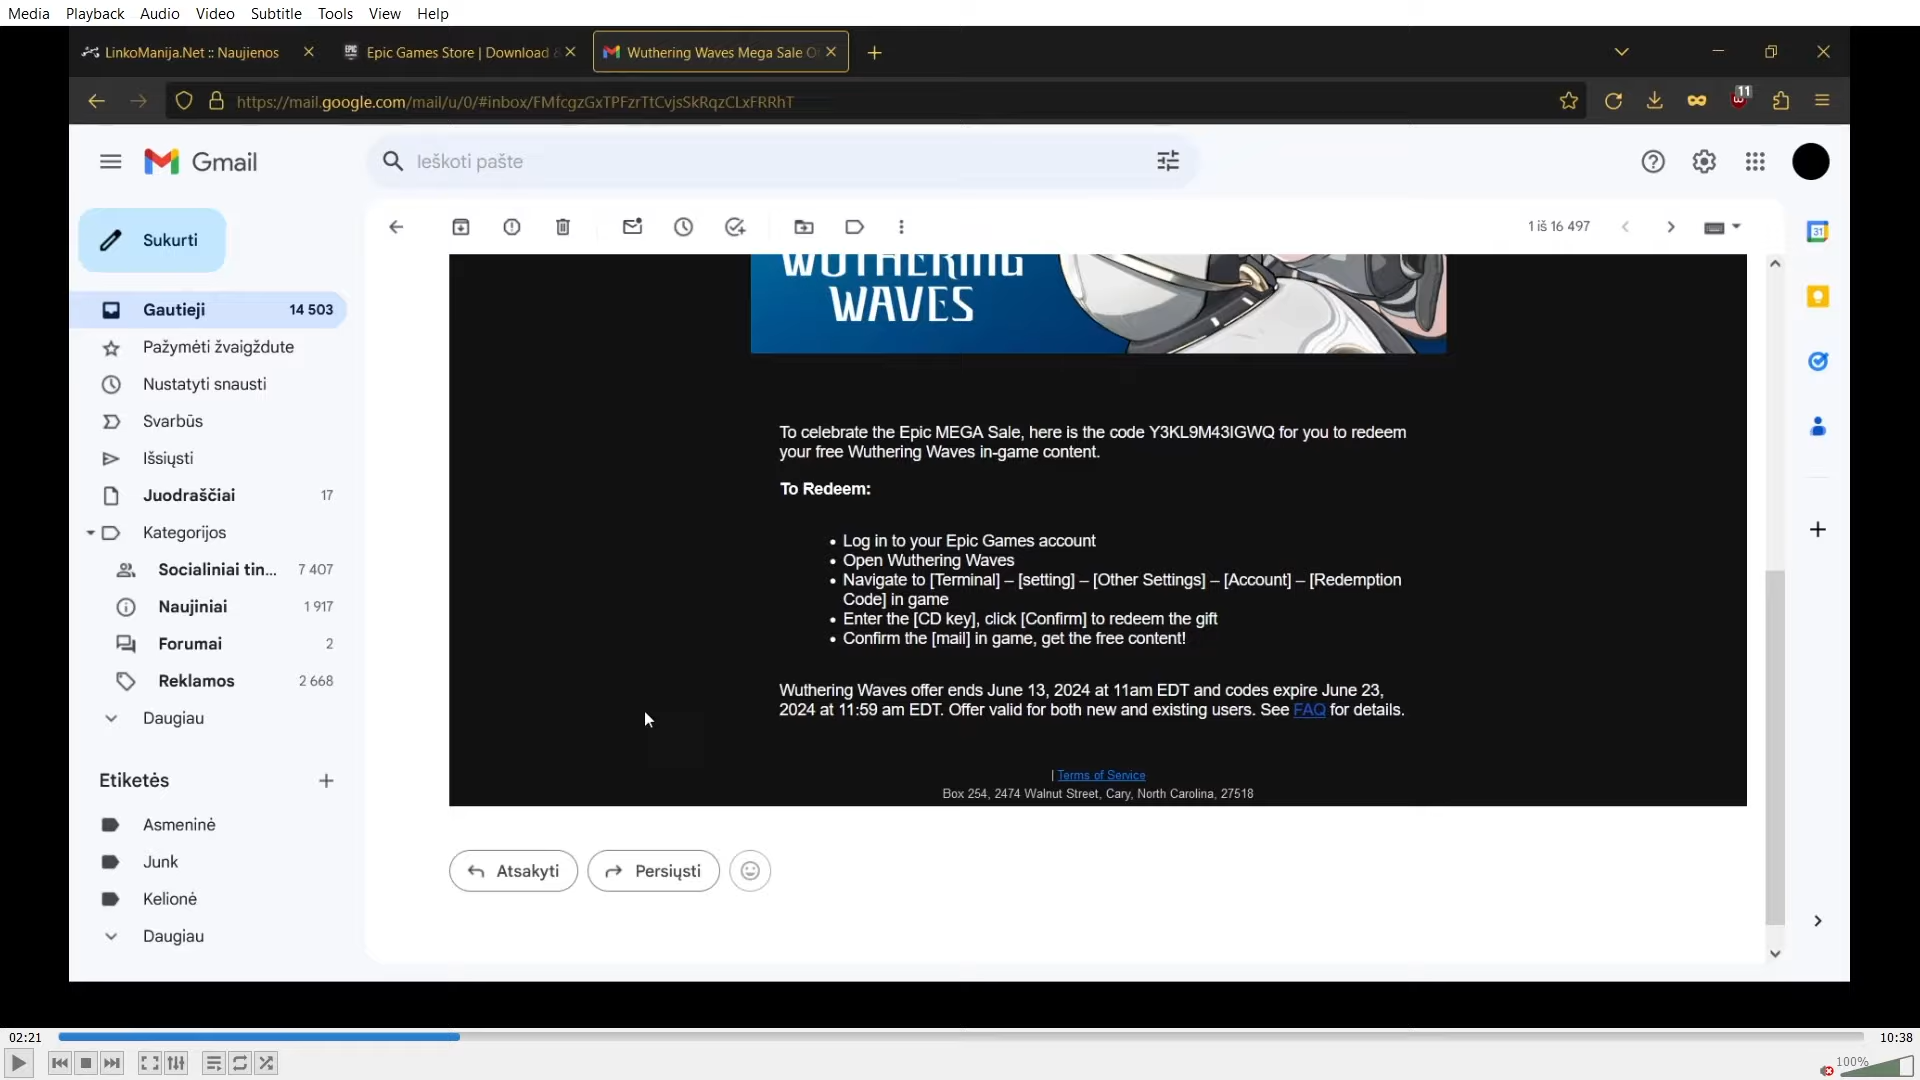 Media Playback Audio Video Subtitle Tools View Help
LinkoManija.Net :: Naujienos
Epic Games Store | Download &
Wuthering Waves Mega Sale O
https://mail.google.com/mail/u/0/#inbox/FMfcgzGxTPFzrTtCvjsSkRqzCLxFRRhT
11
Gmail
Ieškoti pašte
Sukurti
1 iš 16 497
31
Gautieji 14 503
Pažymėti žvaigždute
Nustatyti snausti
Svarbūs
Išsiųsti
Juodraščiai 17
Kategorijos
Socialiniai tin... 7 407
Naujiniai 1 917
Forumai 2
Reklamos 2 668
Daugiau
Etiketės
Asmeninė
Junk
Kelionė
Daugiau
WUTHERING
WAVES
To celebrate the Epic MEGA Sale, here is the code Y3KL9M43IGWQ for you to redeem
your free Wuthering Waves in-game content.
To Redeem:
• Log in to your Epic Games account
• Open Wuthering Waves
• Navigate to [Terminal] – [setting] – [Other Settings] – [Account] – [Redemption
Code] in game
• Enter the [CD key], click [Confirm] to redeem the gift
• Confirm the [mail] in game, get the free content!
Wuthering Waves offer ends June 13, 2024 at 11am EDT and codes expire June 23,
2024 at 11:59 am EDT. Offer valid for both new and existing users. See FAQ for details.
| Terms of Service
Box 254, 2474 Walnut Street, Cary, North Carolina, 27518
Atsakyti
Persiųsti
02:21
10:38
100%